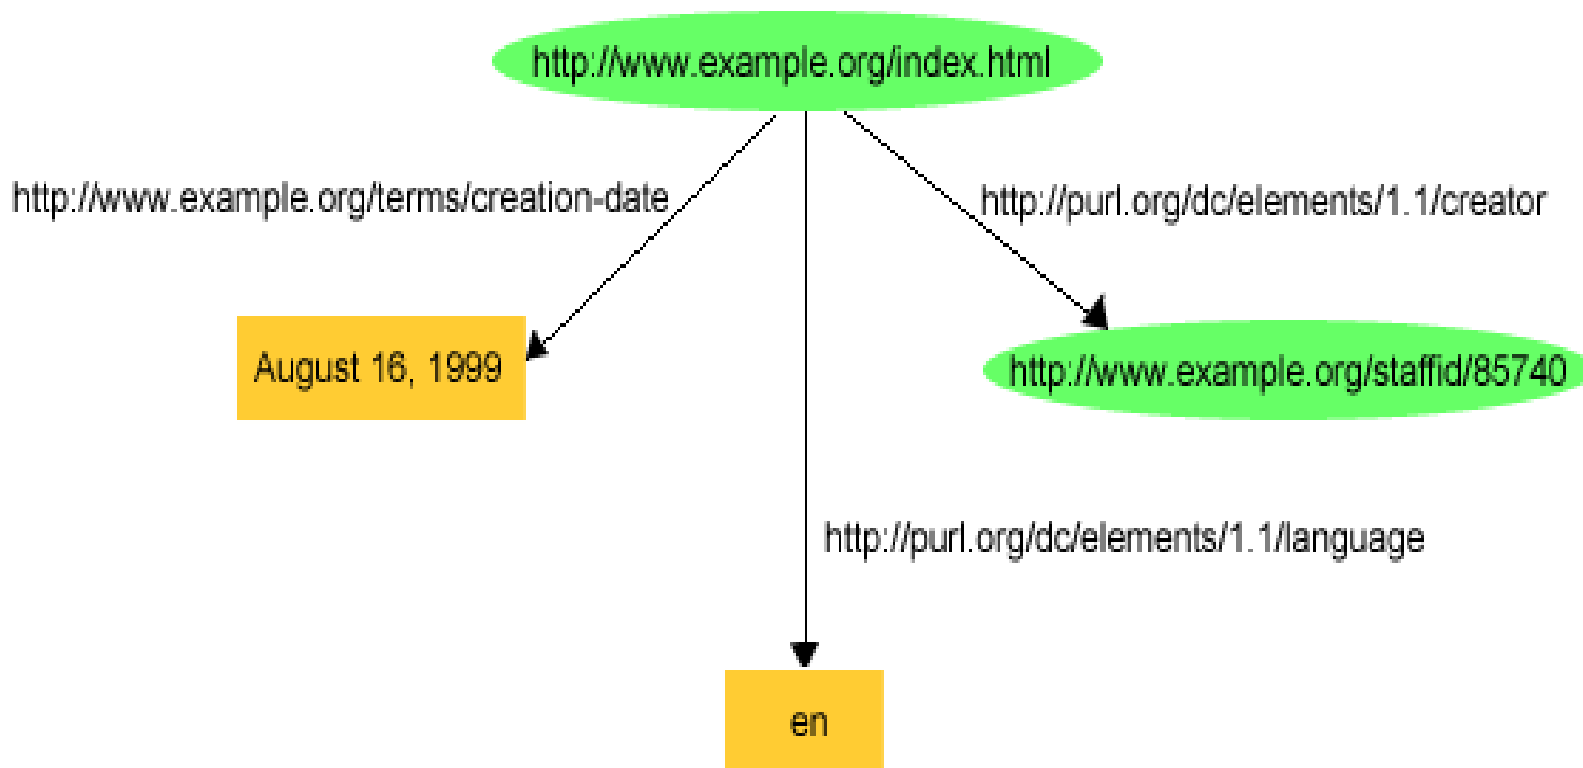 http://www.example.org/index.html
http://www.example.org/terms/creation-date
http://purl.org/dc/elements/1.1/creator
August 16, 1999
http://www.example.org/staffid/85740
http://purl.org/dc/elements/1.1/language
en